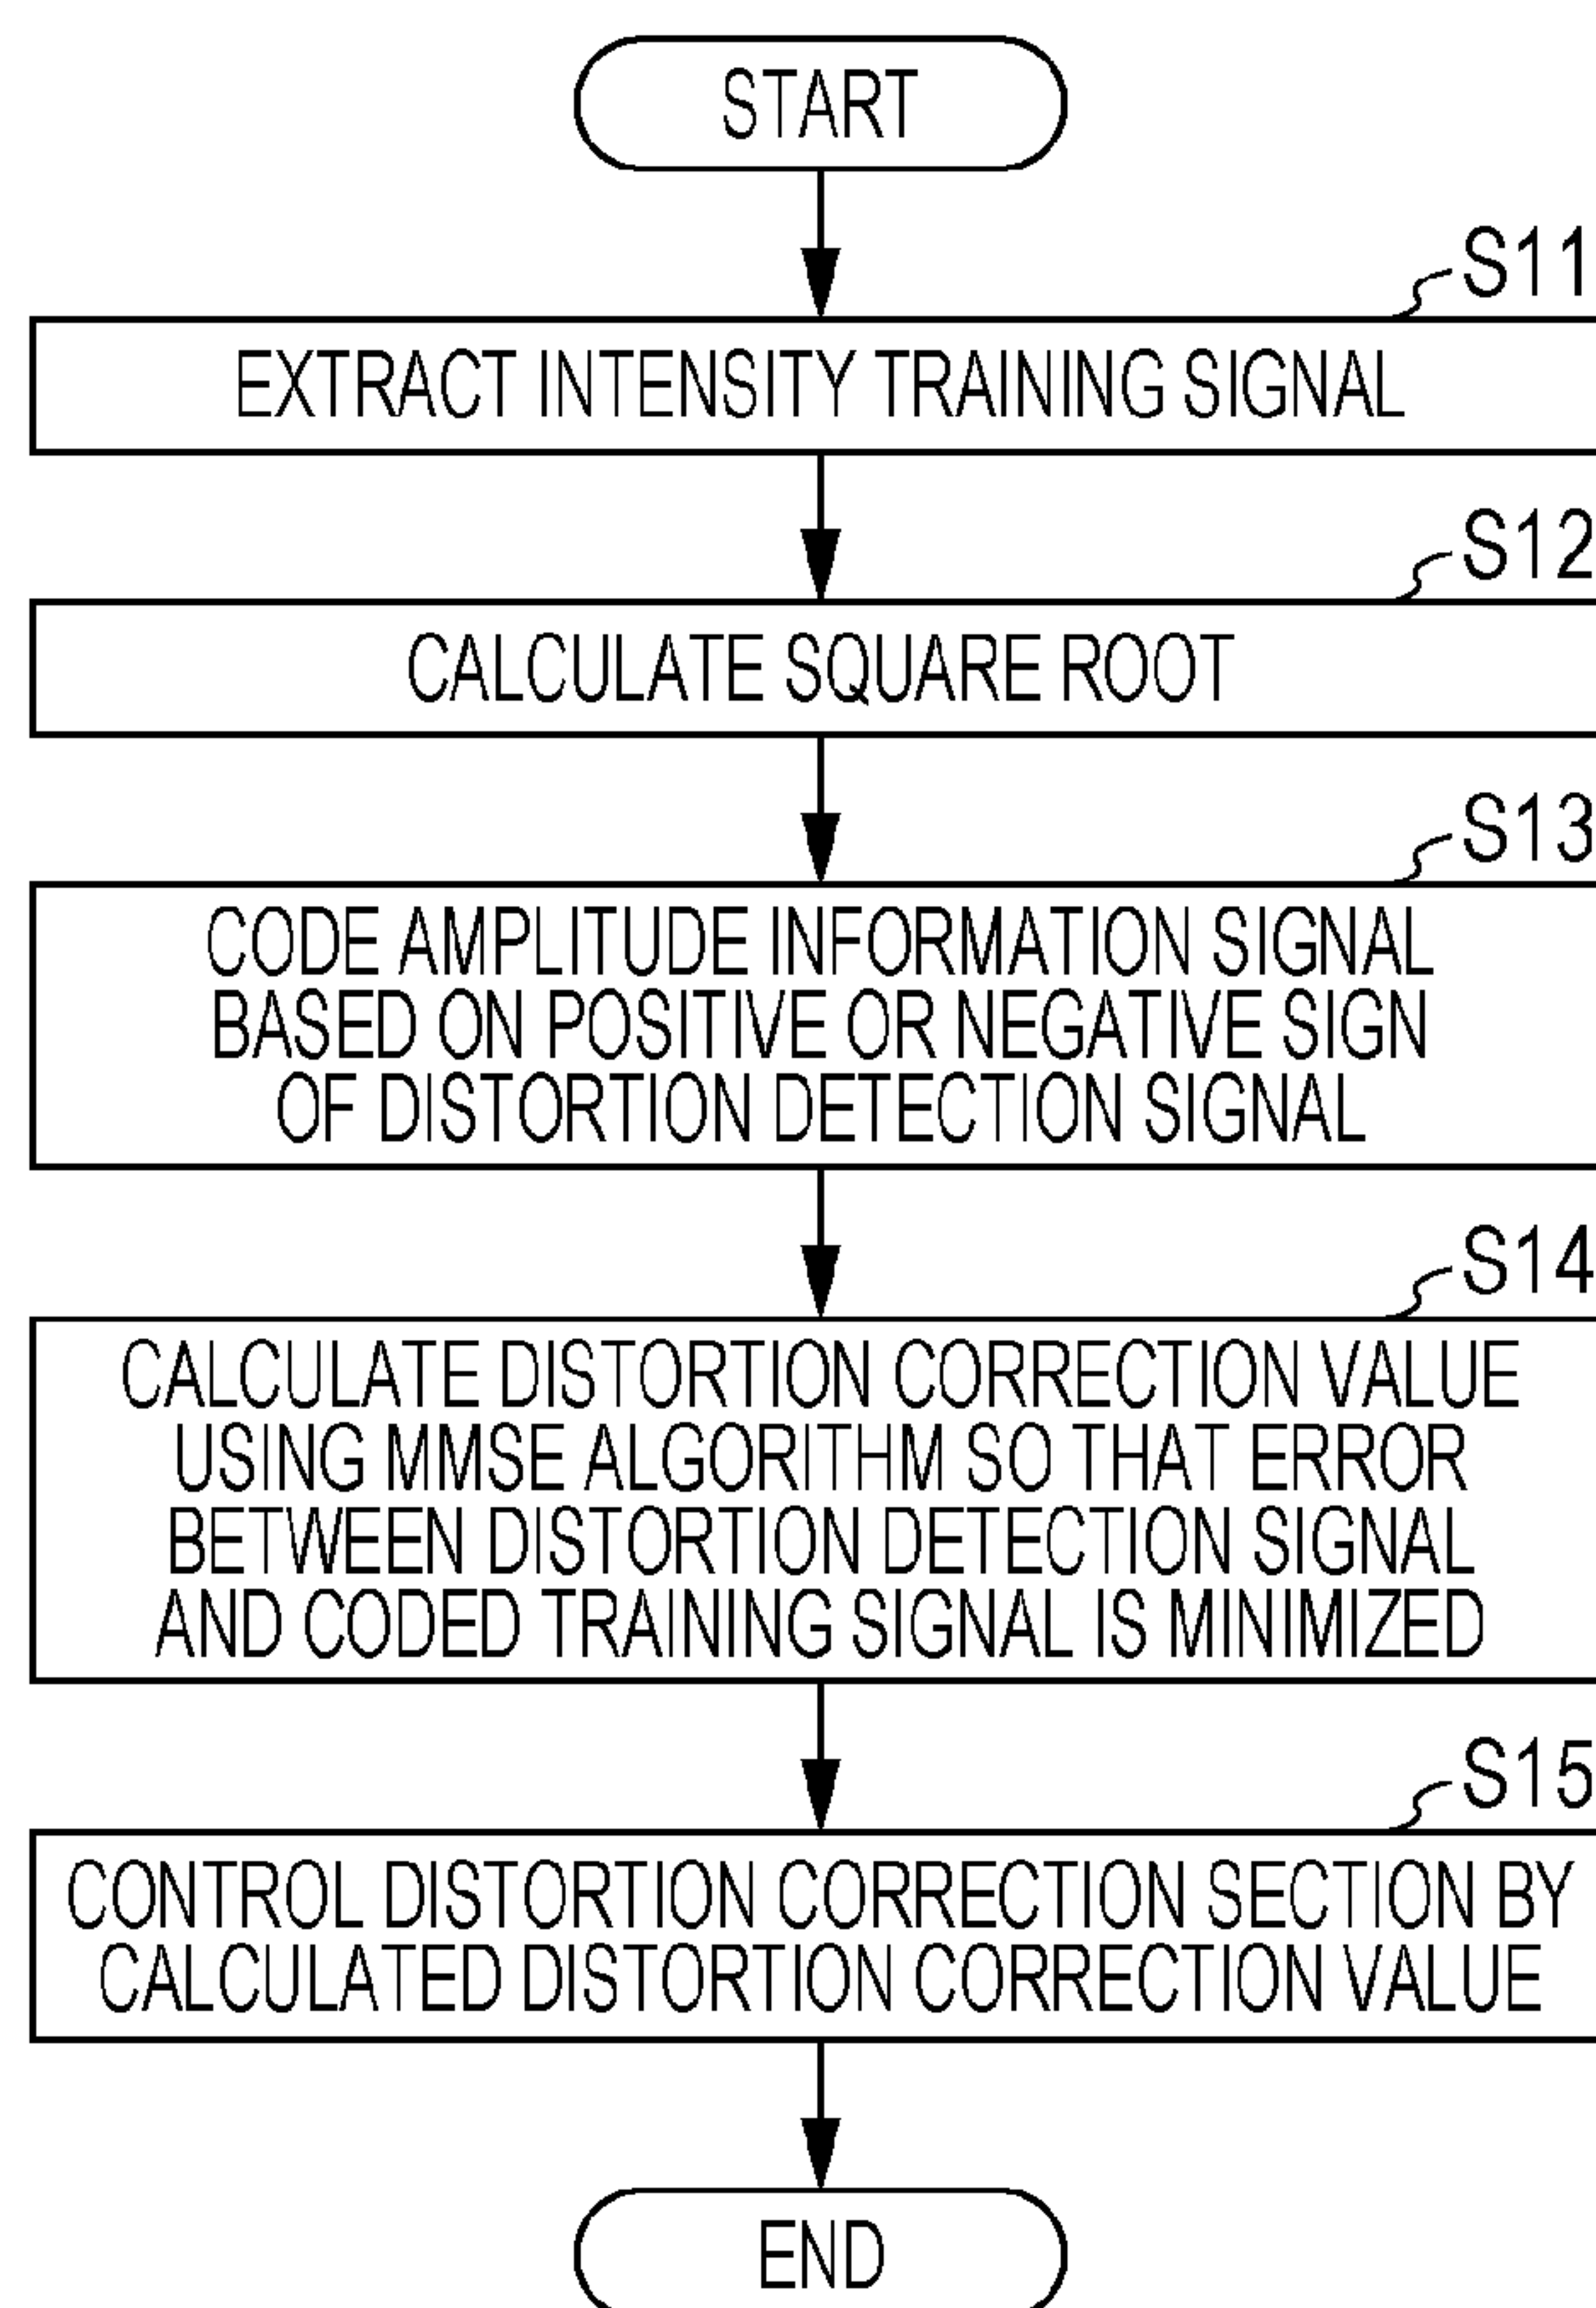 START
S11
EXTRACT INTENSITY TRAINING SIGNAL
S12
CALCULATE SQUARE ROOT
S13
CODE AMPLITUDE INFORMATION SIGNAL
BASED ON POSITIVE OR NEGATIVE SIGN
OF DISTORTION DETECTION SIGNAL
S14
CALCULATE DISTORTION CORRECTION VALUE
USING MMSE ALGORITHM SO THAT ERROR
BETWEEN DISTORTION DETECTION SIGNAL
AND CODED TRAINING SIGNAL IS MINIMIZED
S15
CONTROL DISTORTION CORRECTION SECTION BY
CALCULATED DISTORTION CORRECTION VALUE
END